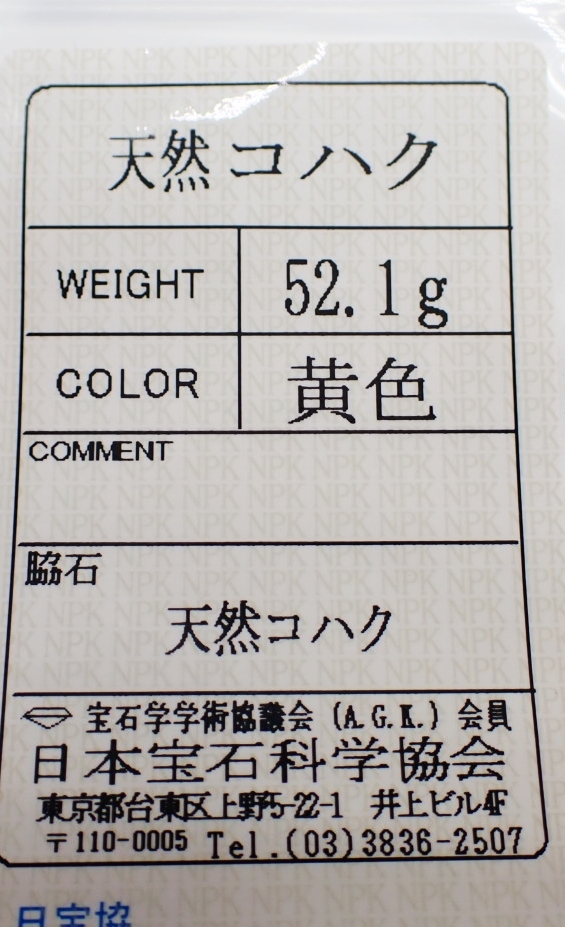 天然コハク
WEIGHT 52.1g
COLOR 黄色
COMMENT
脇石
天然コハク
宝石学学術協議会 (A.G.K.) 会員
日本宝石科学協会
東京都台東区上野5-22-1 井上ビル4F
〒110-0005 Tel.(03)3836-2507
日宝協